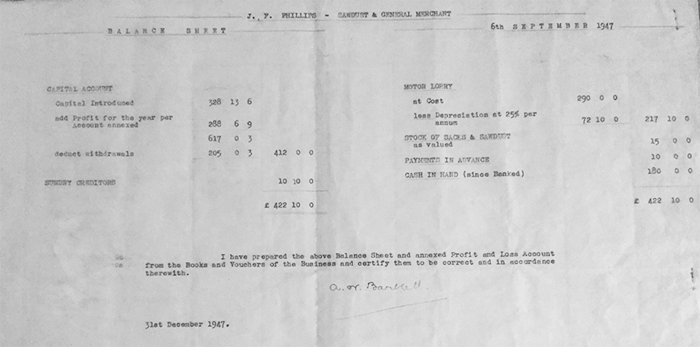 J. F. PHILLIPS - SAWDUST & GENERAL MERCHANT
BALANCE SHEET 6th SEPTEMBER 1947
CAPITAL ACCOUNT
Capital Introduced 328 13 6
add Profit for the year per
Account annexed 288 6 9
617 0 3
deduct withdrawals 205 0 3 412 0 0
SUNDRY CREDITORS 10 10 0
£ 422 10 0
MOTOR LORRY
at Cost 290 0 0
less Depreciation at 25% per
annum 72 10 0 217 10 0
STOCK OF SACKS & SAWDUST
as valued 15 0 0
PAYMENTS IN ADVANCE 10 0 0
CASH IN HAND (since Banked) 180 0 0
£ 422 10 0
I have prepared the above Balance Sheet and annexed Profit and Loss Account
from the Books and Vouchers of the Business and certify them to be correct and in accordance
therewith.
31st December 1947.